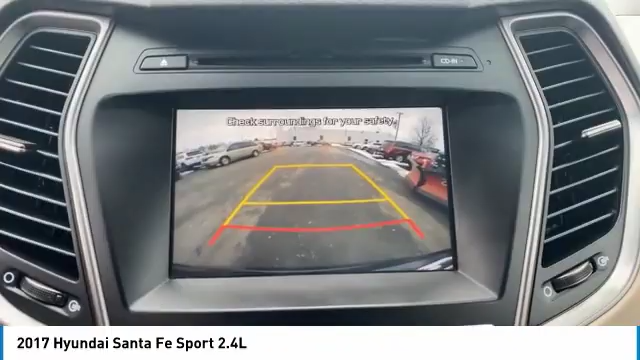 CD-IN
Check surroundings for your safety.
2017 Hyundai Santa Fe Sport 2.4L